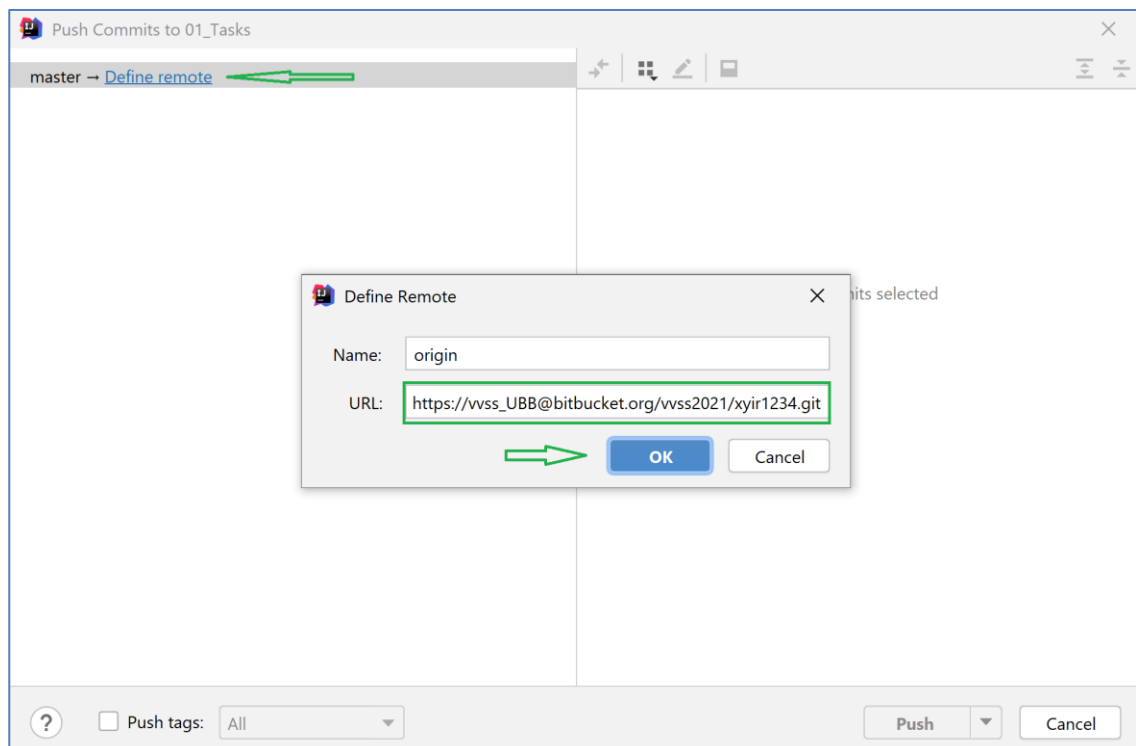 Push Commits to 01_Tasks
master → Define remote
its selected
Define Remote
Name: origin
URL: https://vvss_UBB@bitbucket.org/vvss2021/xyir1234.git
OK Cancel
? Push tags: All Push Cancel